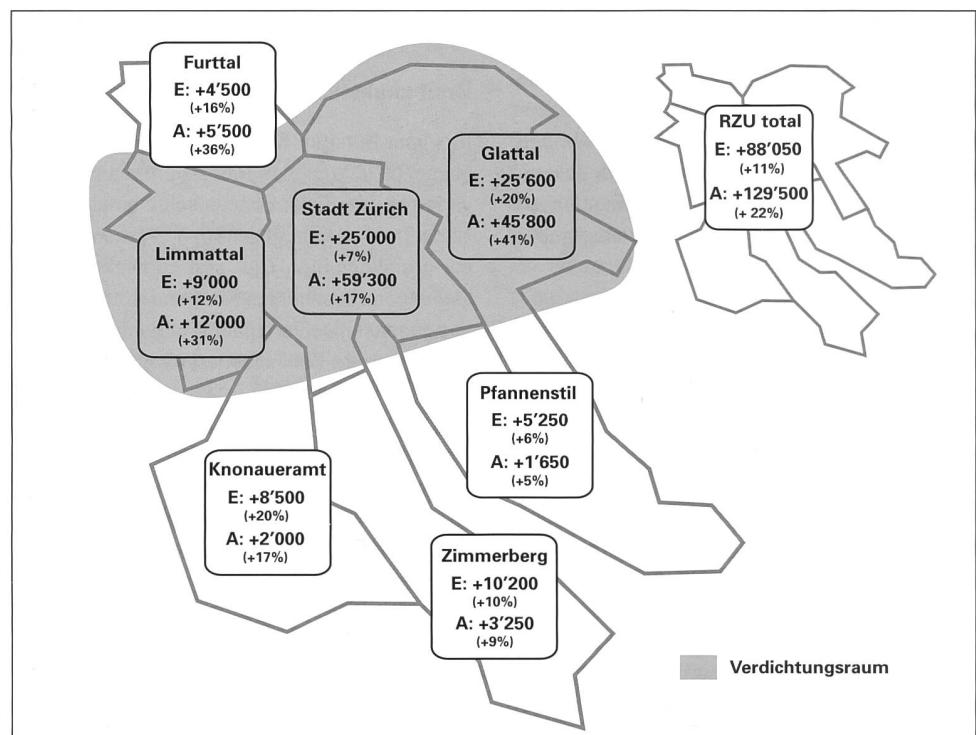 Furttal
E: +4’500
(+16%)
A: +5’500
(+36%)
Glattal
E: +25’600
(+20%)
A: +45’800
(+41%)
RZU total
E: +88’050
(+11%)
A: +129’500
(+ 22%)
Stadt Zürich
E: +25’000
(+7%)
A: +59’300
(+17%)
Limmattal
E: +9’000
(+12%)
A: +12’000
(+31%)
Pfannenstil
E: +5’250
(+6%)
A: +1’650
(+5%)
Knonaueramt
E: +8’500
(+20%)
A: +2’000
(+17%)
Zimmerberg
E: +10’200
(+10%)
A: +3’250
(+9%)
Verdichtungsraum